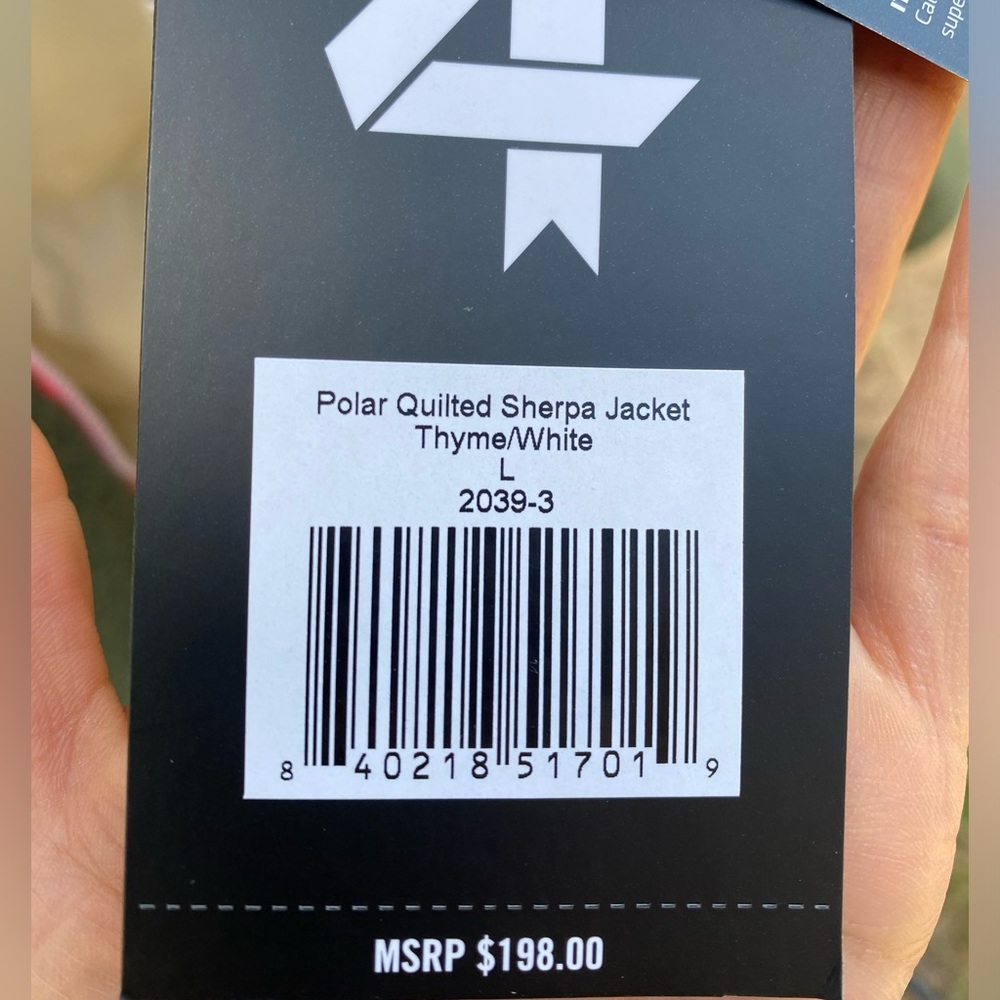 Polar Quilted Sherpa Jacket
Thyme/White
L
2039-3
8 40218 51701 9
MSRP $198.00